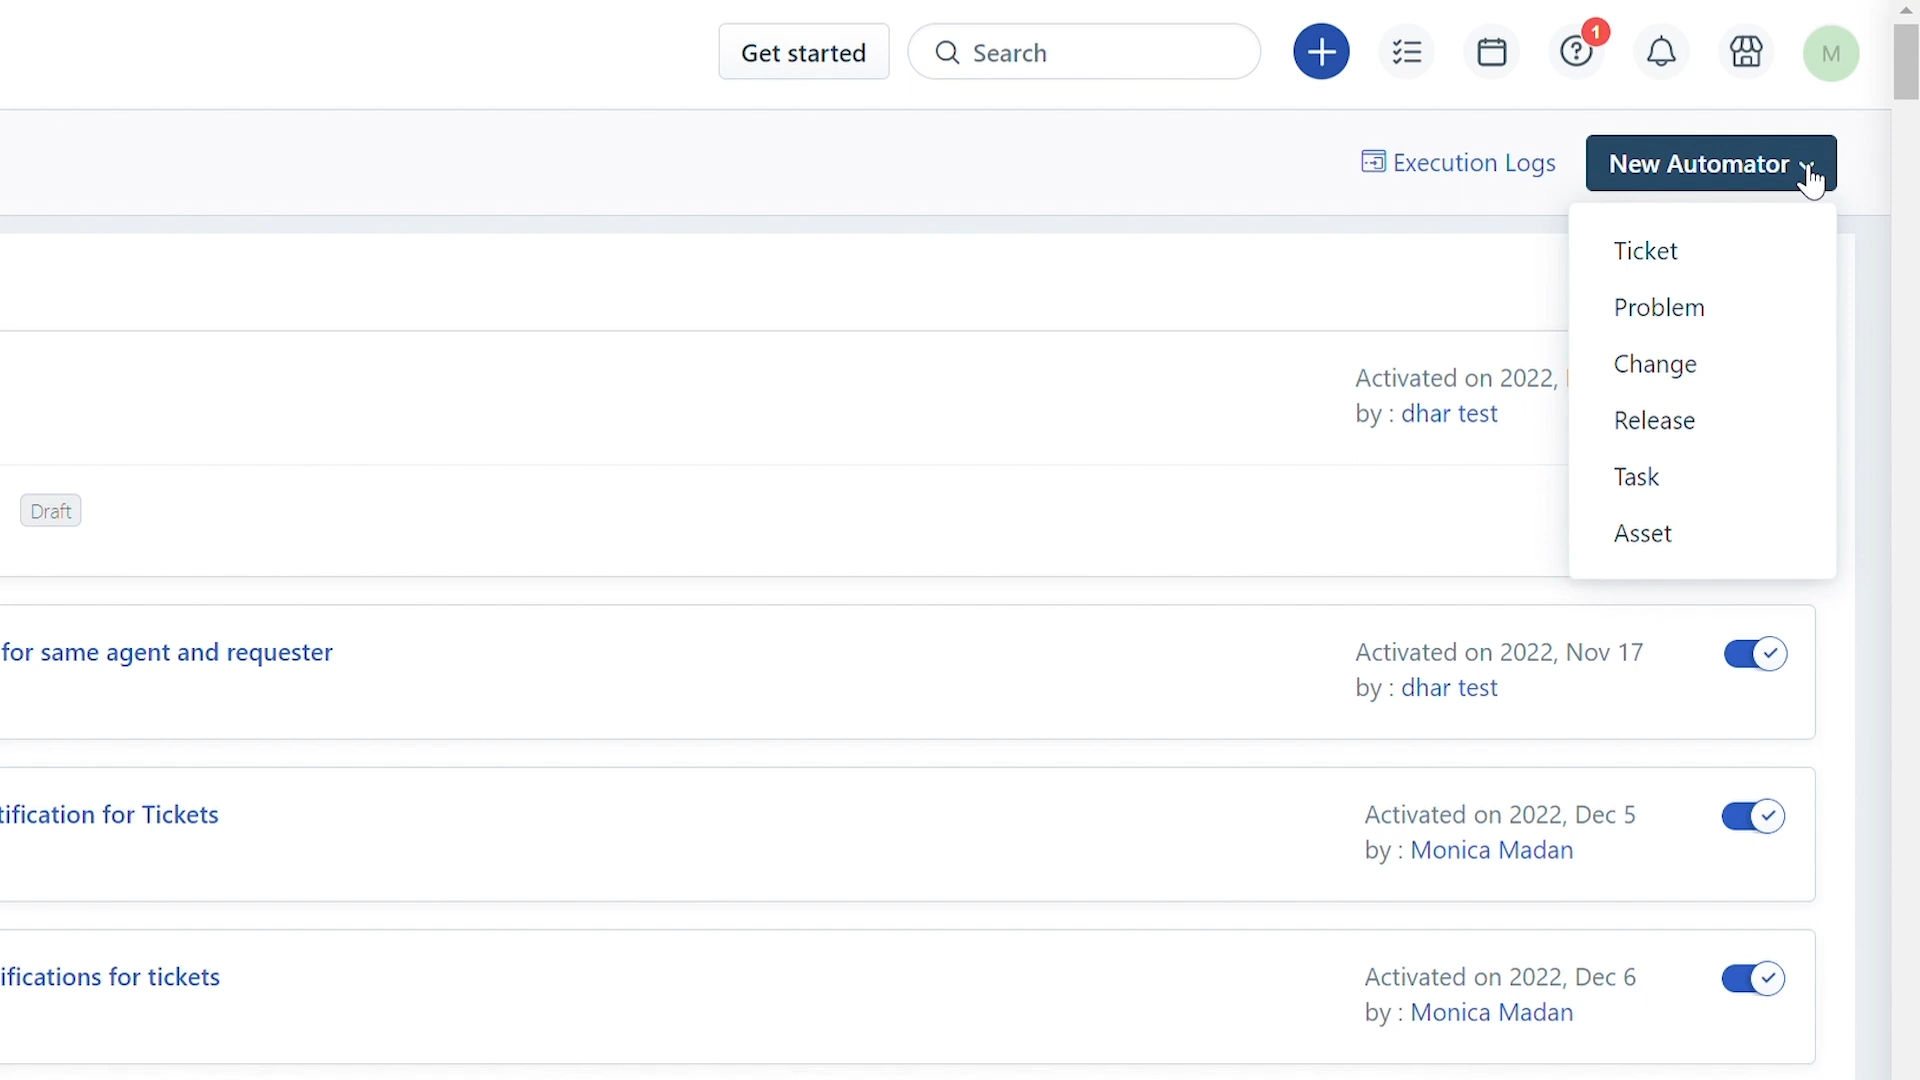 Get started
Search
1
M
Execution Logs
New Automator
Ticket
Problem
Change
Release
Task
Asset
Activated on 2022,
by : dhar test
Draft
for same agent and requester
Activated on 2022, Nov 17
by : dhar test
tification for Tickets
Activated on 2022, Dec 5
by : Monica Madan
ifications for tickets
Activated on 2022, Dec 6
by : Monica Madan